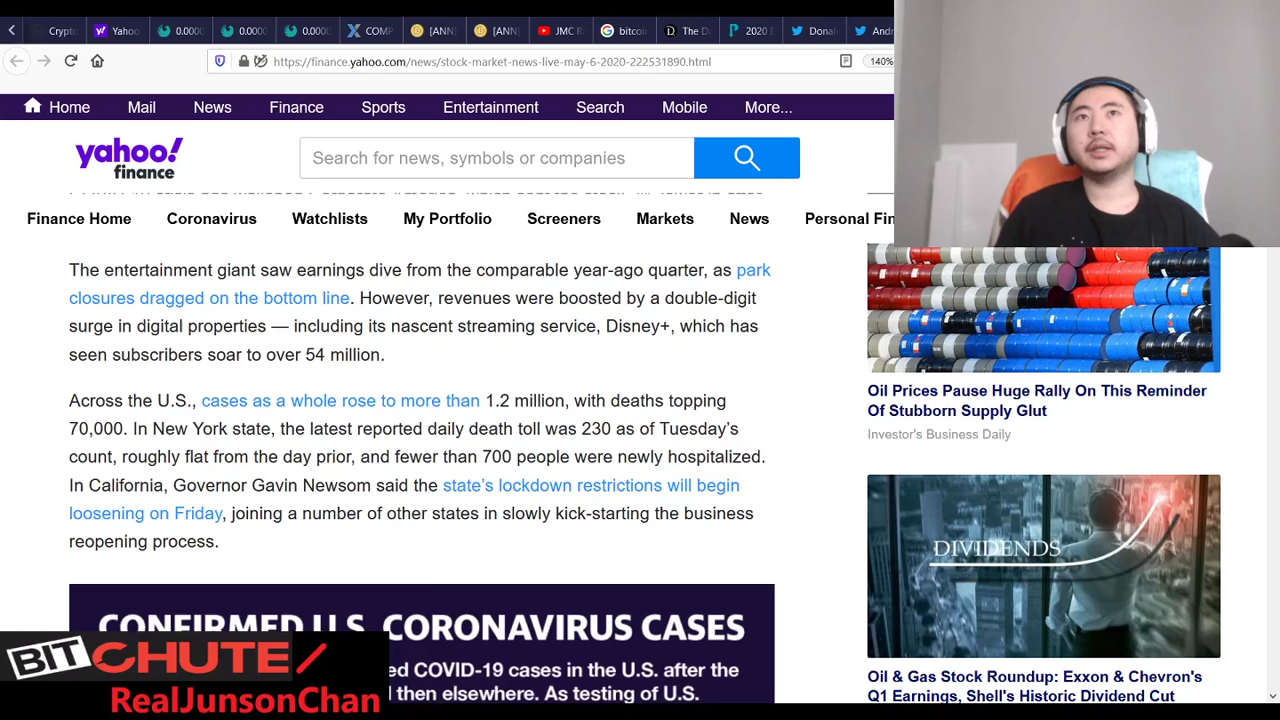 Crypto
Yahoo
0.0000
0.0000
0.0000
COMP
[ANN]
[ANN]
JMC R
bitcoi
The D
2020 E
Donal
Andr
https://finance.yahoo.com/news/stock-market-news-live-may-6-2020-222531890.html
140%
Home Mail News Finance Sports Entertainment Search Mobile More...
yahoo!
finance
Search for news, symbols or companies
Finance Home Coronavirus Watchlists My Portfolio Screeners Markets News Personal Fin
The entertainment giant saw earnings dive from the comparable year-ago quarter, as park
closures dragged on the bottom line. However, revenues were boosted by a double-digit
surge in digital properties — including its nascent streaming service, Disney+, which has
seen subscribers soar to over 54 million.
Across the U.S., cases as a whole rose to more than 1.2 million, with deaths topping
70,000. In New York state, the latest reported daily death toll was 230 as of Tuesday’s
count, roughly flat from the day prior, and fewer than 700 people were newly hospitalized.
In California, Governor Gavin Newsom said the state’s lockdown restrictions will begin
loosening on Friday, joining a number of other states in slowly kick-starting the business
reopening process.
CONFIRMED U.S. CORONAVIRUS CASES
ed COVID-19 cases in the U.S. after the
then elsewhere. As testing of U.S.
BITCHUTE
RealJunsonChan
Oil Prices Pause Huge Rally On This Reminder
Of Stubborn Supply Glut
Investor's Business Daily
DIVIDENDS
Oil & Gas Stock Roundup: Exxon & Chevron's
Q1 Earnings, Shell's Historic Dividend Cut